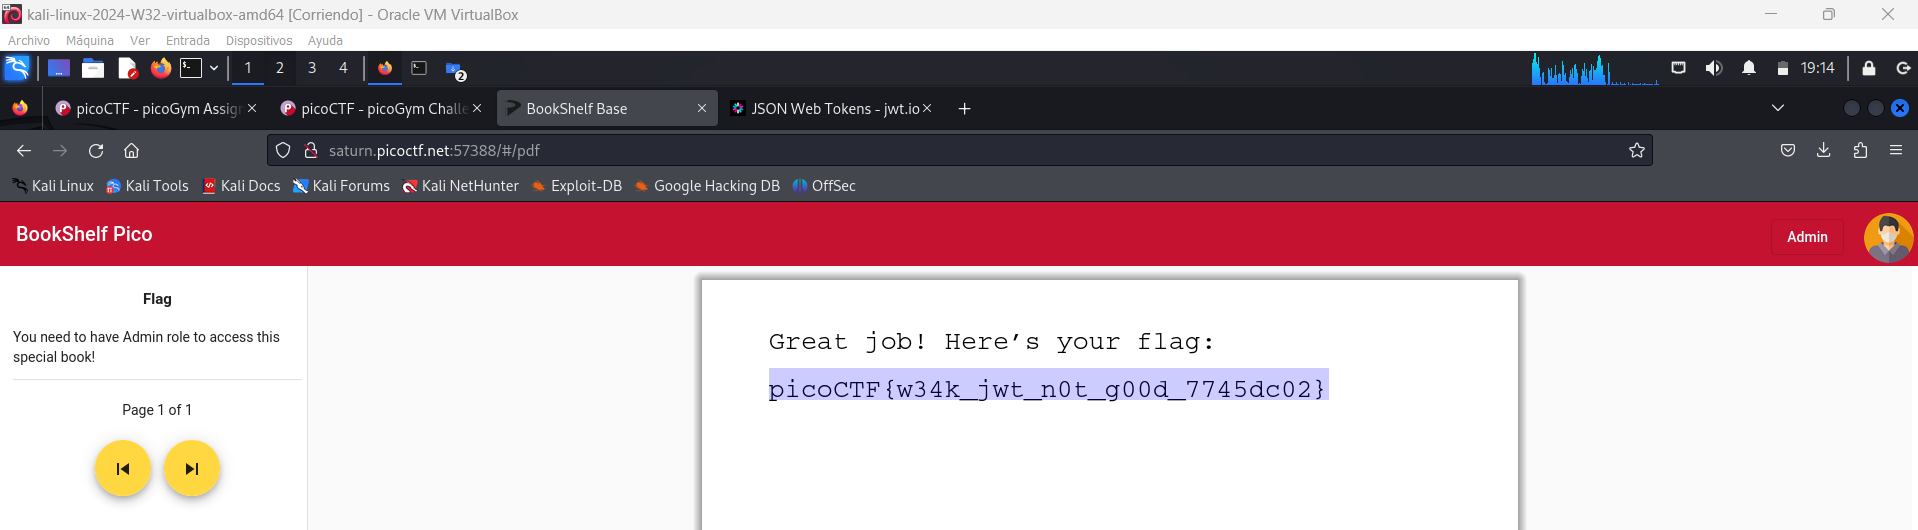 kali-linux-2024-W32-virtualbox-amd64 [Corriendo] - Oracle VM VirtualBox
Archivo Máquina Ver Entrada Dispositivos Ayuda
1 2 3 4 2 19:14
picoCTF - picoGym Assig picoCTF - picoGym Challe BookShelf Base JSON Web Tokens - jwt.io
saturn.picoctf.net:57388/#/pdf
Kali Linux Kali Tools Kali Docs Kali Forums Kali NetHunter Exploit-DB Google Hacking DB OffSec
BookShelf Pico Admin
Flag
You need to have Admin role to access this
special book!
Page 1 of 1
Great job! Here’s your flag:
picoCTF{w34k_jwt_n0t_g00d_7745dc02}